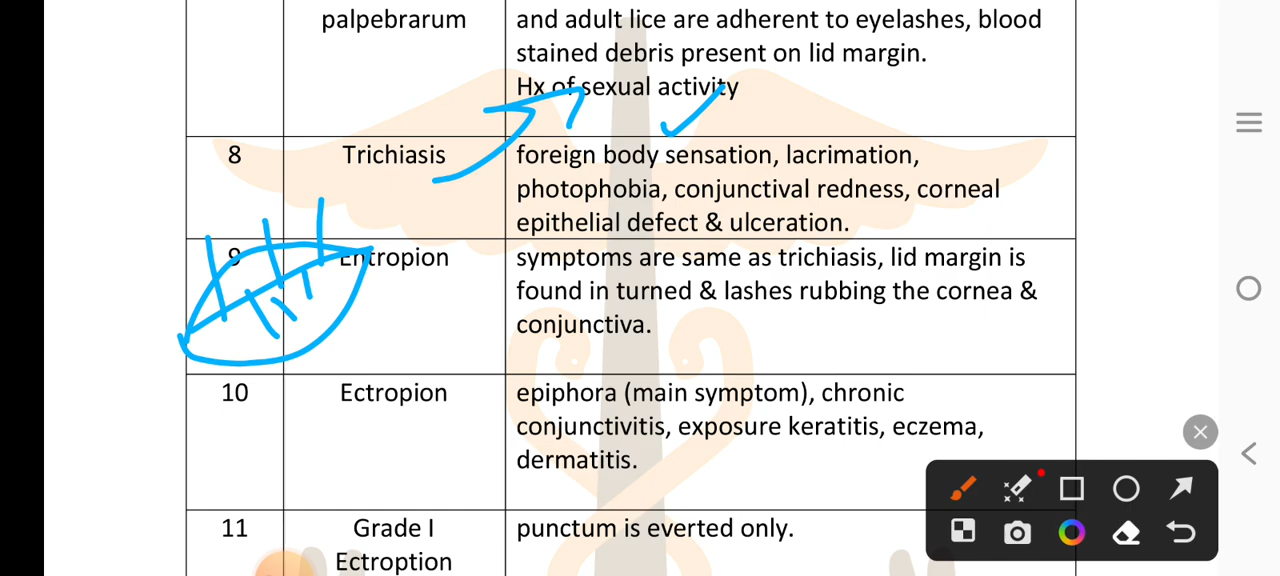 palpebrarum
and adult lice are adherent to eyelashes, blood
stained debris present on lid margin.
Hx of sexual activity
8
Trichiasis
foreign body sensation, lacrimation,
photophobia, conjunctival redness, corneal
epithelial defect & ulceration.
9
Entropion
symptoms are same as trichiasis, lid margin is
found in turned & lashes rubbing the cornea &
conjunctiva.
10
Ectropion
epiphora (main symptom), chronic
conjunctivitis, exposure keratitis, eczema,
dermatitis.
11
Grade I
Ectroption
punctum is everted only.